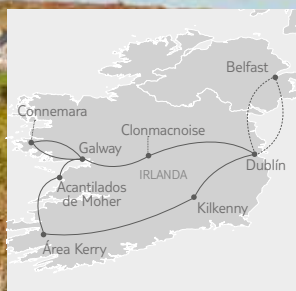 Belfast
Connemara
Clonmacnoise
Galway
IRLANDA
Dublín
Acantilados
de Moher
Kilkenny
Área Kerry